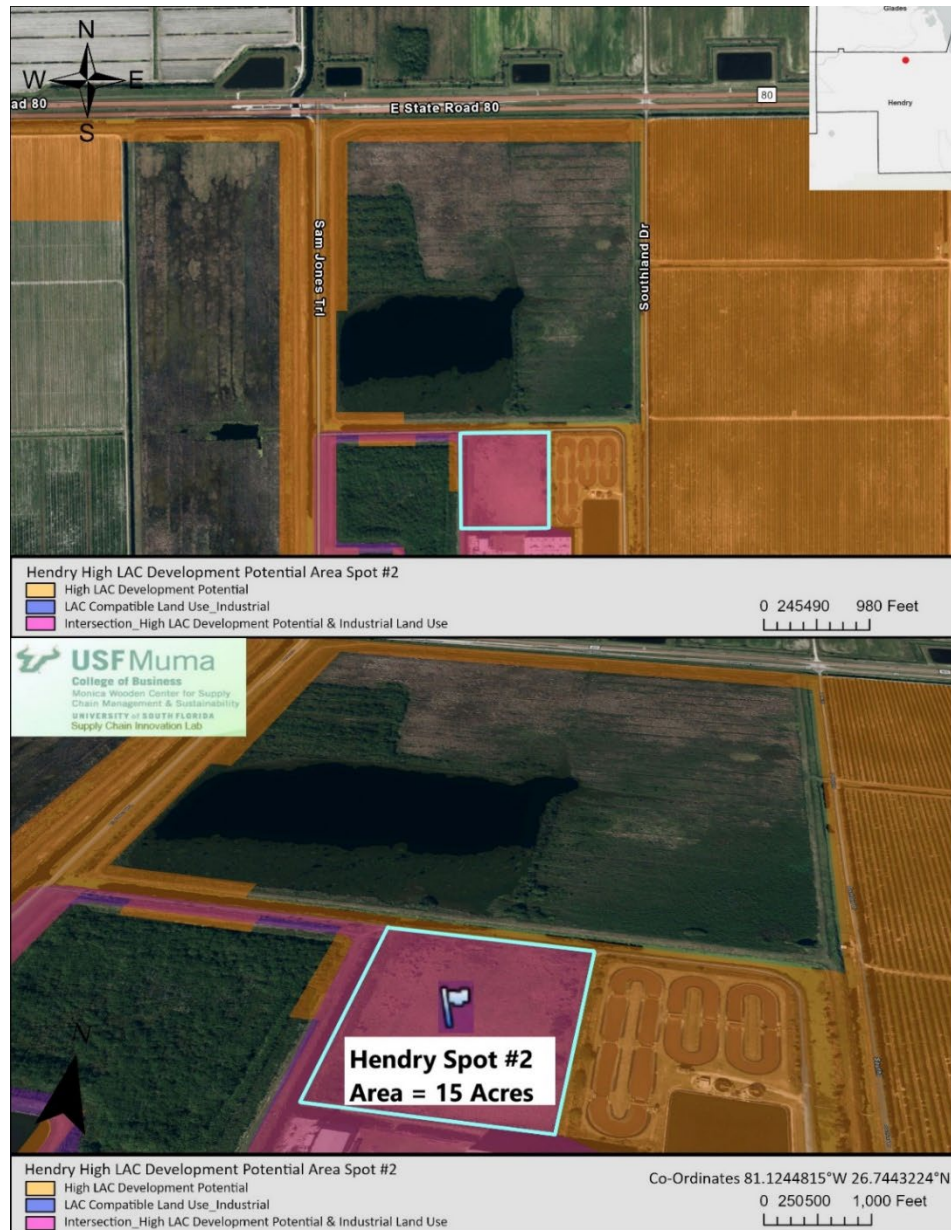 N
W E
S
ad 80
E State Road 80
80
Glades
Hendry
Sam Jones Trl
Southland Dr
Hendry High LAC Development Potential Area Spot #2
High LAC Development Potential
LAC Compatible Land Use_Industrial
Intersection_High LAC Development Potential & Industrial Land Use
0 245490 980 Feet
USF Muma
College of Business
Monica Wooden Center for Supply
Chain Management & Sustainability
UNIVERSITY of SOUTH FLORIDA
Supply Chain Innovation Lab
N
Hendry Spot #2
Area = 15 Acres
Hendry High LAC Development Potential Area Spot #2
High LAC Development Potential
LAC Compatible Land Use_Industrial
Intersection_High LAC Development Potential & Industrial Land Use
Co-Ordinates 81.1244815°W 26.7443224°N
0 250500 1,000 Feet